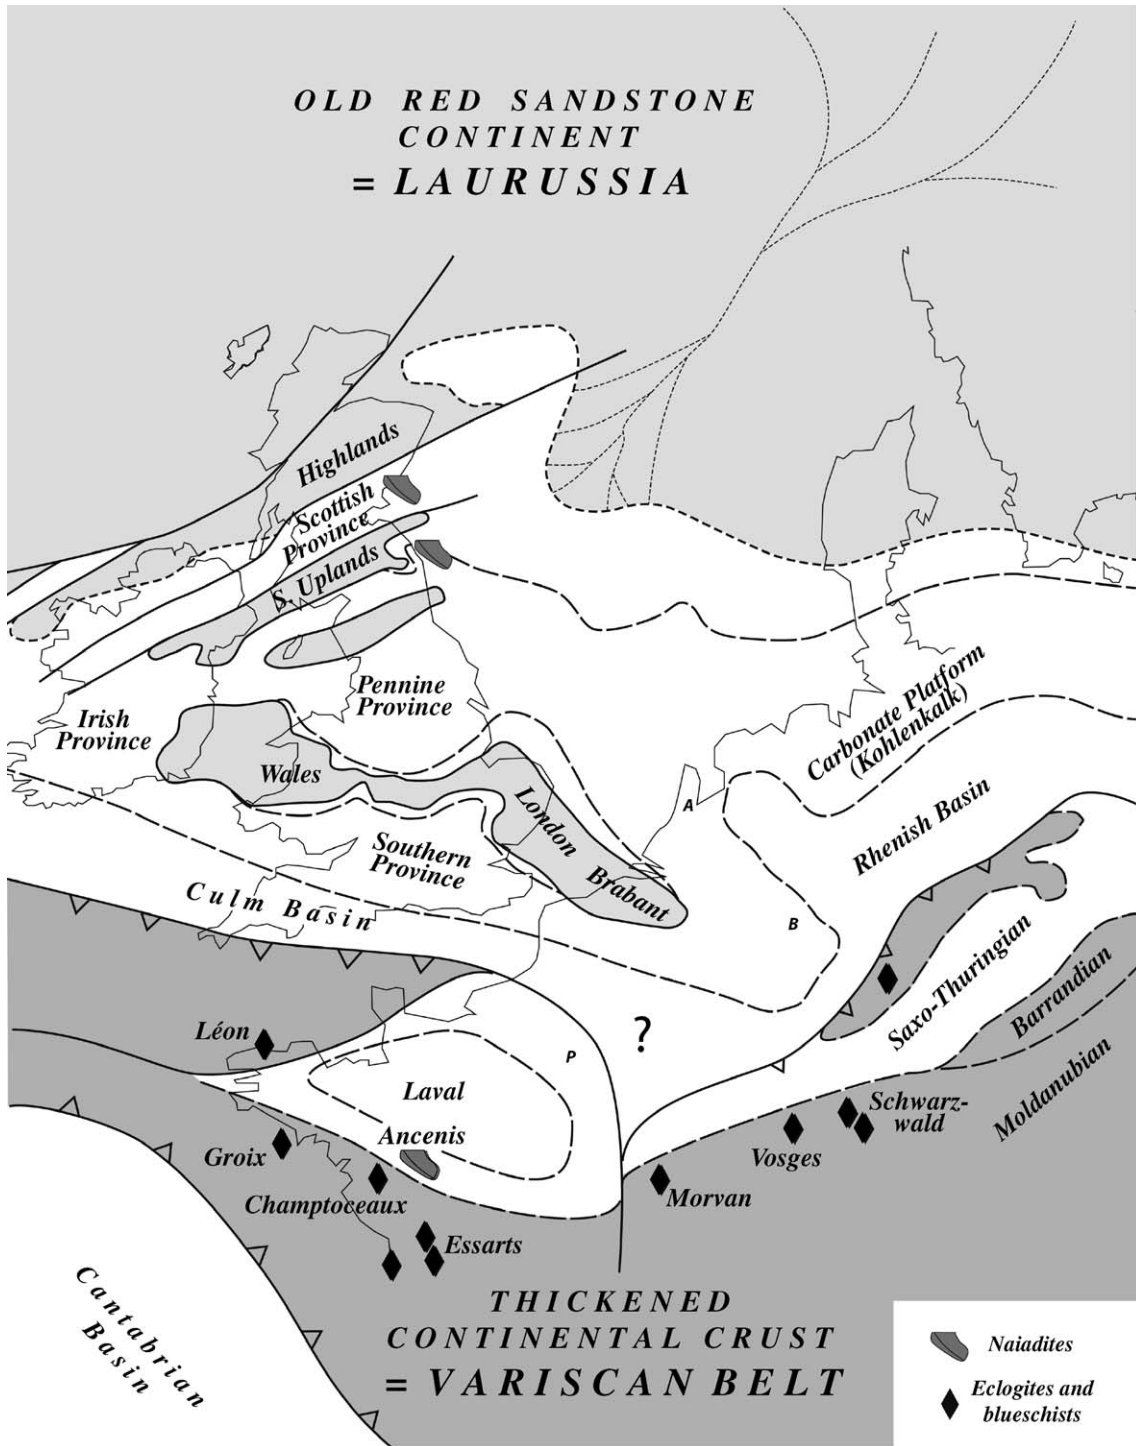 OLD RED SANDSTONE
CONTINENT
= LAURUSSIA
Highlands
Scottish
Province
S. Uplands
Pennine
Province
Irish
Province
Wales
Carbonate Platform
(Kohlenkalk)
A
London
Brabant
Rhenish Basin
Southern
Province
Culm Basin
B
Saxo-Thuringian
Barrandian
Moldanubian
?
P
Léon
Laval
Ancenis
Groix
Champtoceaux
Essarts
Schwarz-
wald
Vosges
Morvan
Cantabrian
Basin
THICKENED
CONTINENTAL CRUST
= VARISCAN BELT
Naiadites
Eclogites and
blueschists